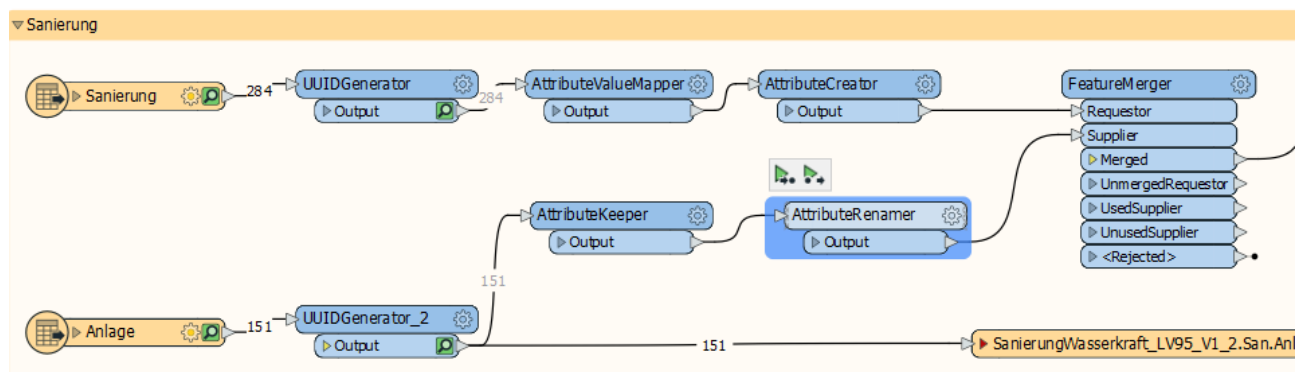 Sanierung
Sanierung
284
UUIDGenerator
Output
284
AttributeValueMapper
Output
AttributeCreator
Output
FeatureMerger
Requestor
Supplier
Merged
UnmergedRequestor
UsedSupplier
UnusedSupplier
<Rejected>
AttributeKeeper
Output
AttributeRenamer
Output
151
Anlage
151
UUIDGenerator_2
Output
151
SanierungWasserkraft_LV95_V1_2.San.Anl